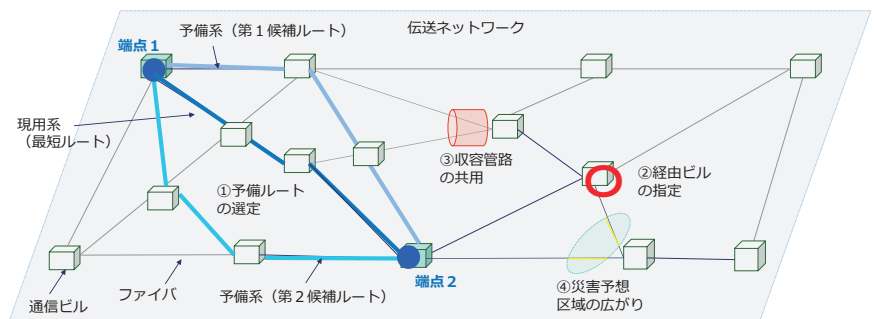 予備系（第１候補ルート）
伝送ネットワーク
端点１
現用系
（最短ルート）
③収容管路
の共用
②経由ビル
の指定
①予備ルート
の選定
通信ビル
ファイバ
予備系（第２候補ルート）
端点２
④災害予想
区域の広がり